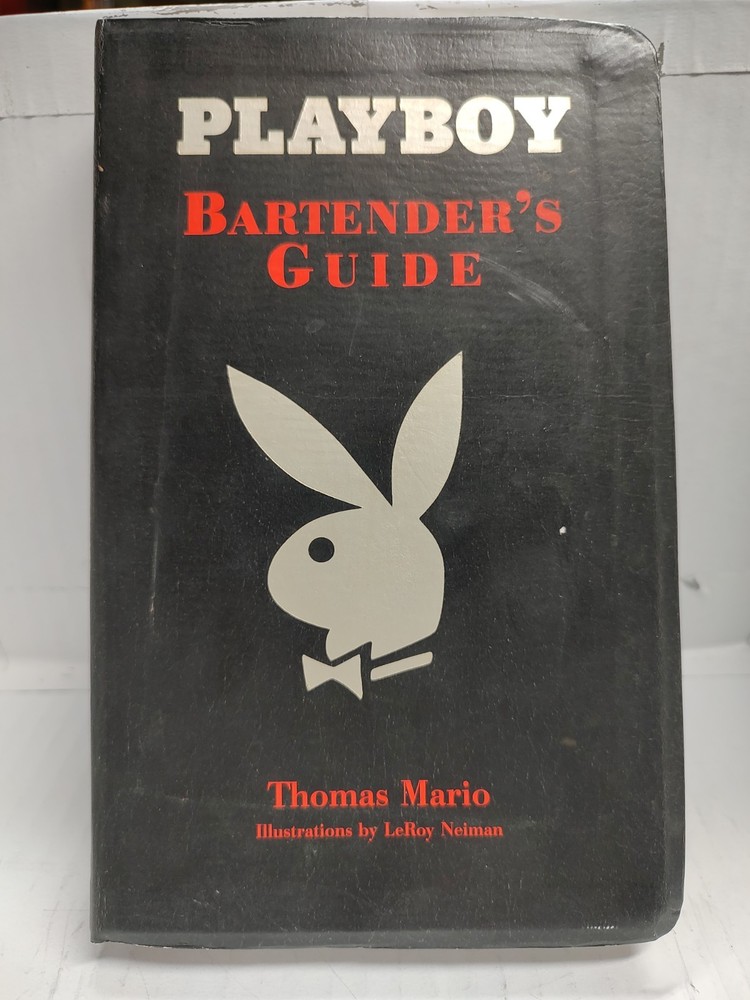 PLAYBOY
BARTENDER'S
GUIDE
Thomas Mario
Illustrations by LeRoy Neiman